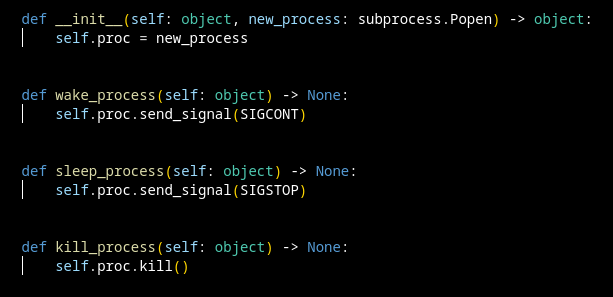 def __init__(self: object, new_process: subprocess.Popen) -> object:
    self.proc = new_process
def wake_process(self: object) -> None:
    self.proc.send_signal(SIGCONT)
def sleep_process(self: object) -> None:
    self.proc.send_signal(SIGSTOP)
def kill_process(self: object) -> None:
    self.proc.kill()